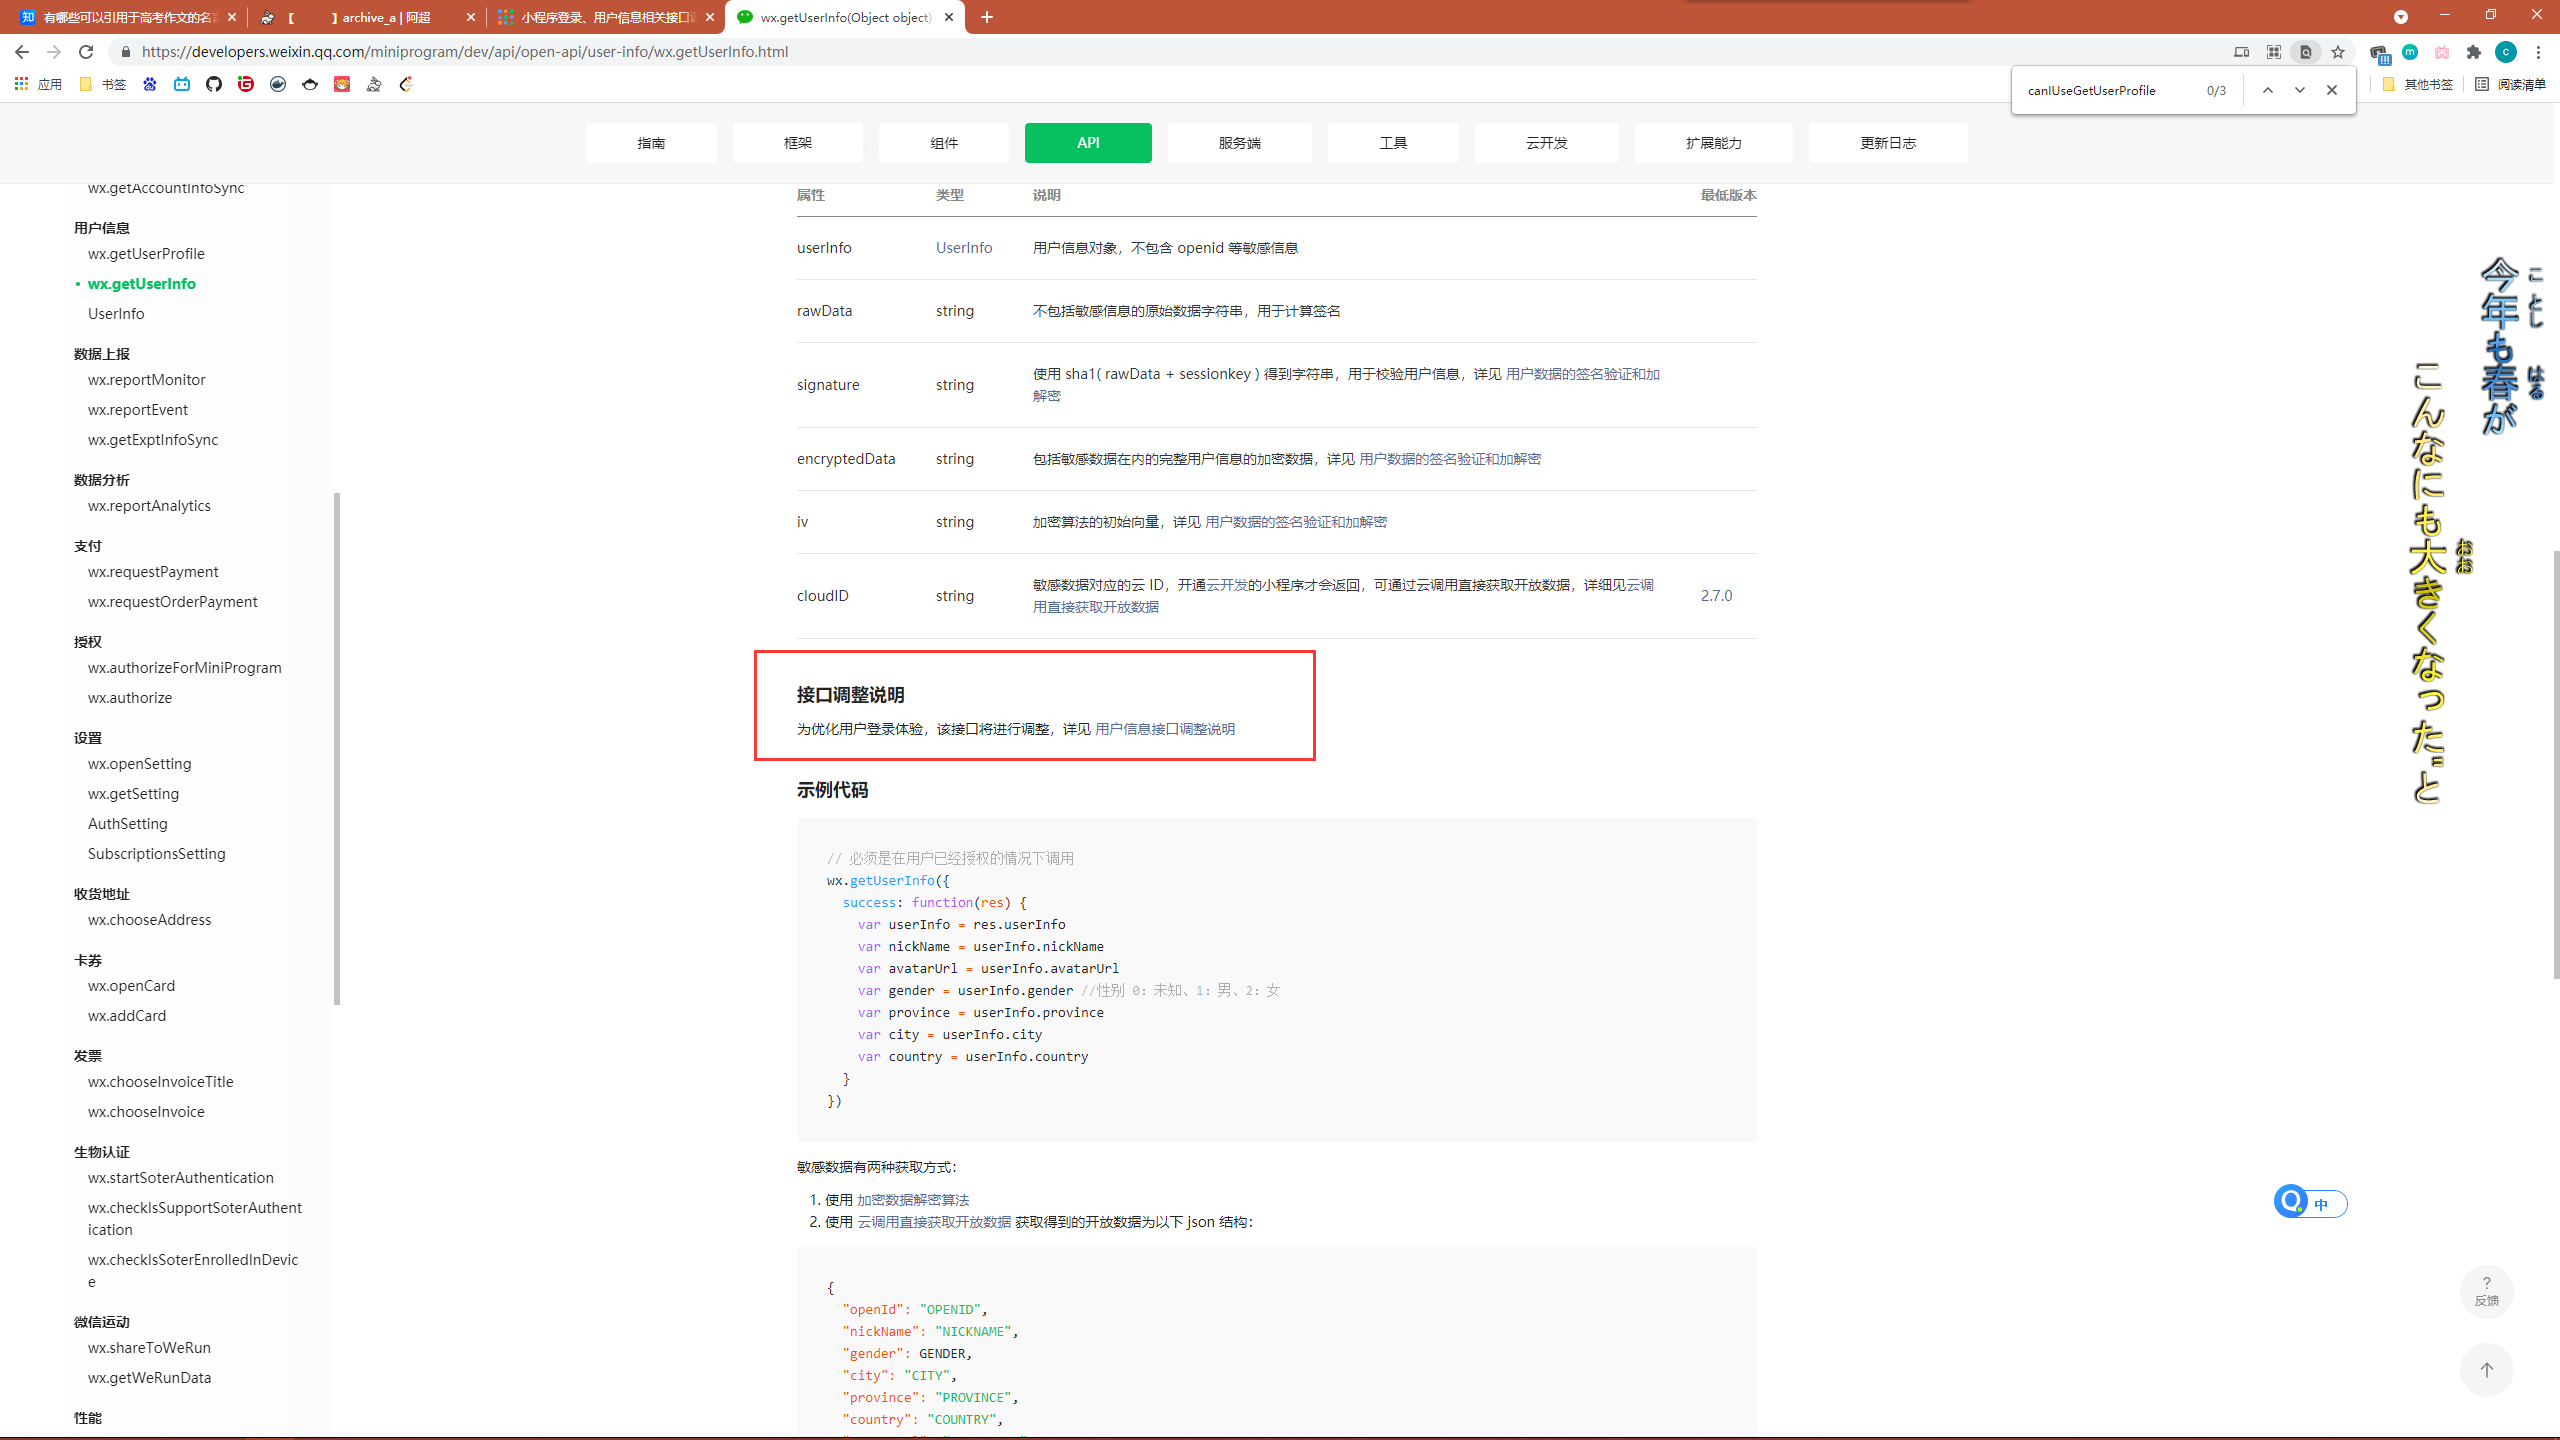 有哪些可以引用于高考作文的名言
【 】archive_a | 阿超
小程序登录、用户信息相关接口调
wx.getUserInfo(Object object)
https://developers.weixin.qq.com/miniprogram/dev/api/open-api/user-info/wx.getUserInfo.html
应用
书签
canIUseGetUserProfile
0/3
其他书签
阅读清单
指南
框架
组件
API
服务端
工具
云开发
扩展能力
更新日志
wx.getAccountInfoSync
用户信息
wx.getUserProfile
wx.getUserInfo
UserInfo
数据上报
wx.reportMonitor
wx.reportEvent
wx.getExptInfoSync
数据分析
wx.reportAnalytics
支付
wx.requestPayment
wx.requestOrderPayment
授权
wx.authorizeForMiniProgram
wx.authorize
设置
wx.openSetting
wx.getSetting
AuthSetting
SubscriptionsSetting
收货地址
wx.chooseAddress
卡券
wx.openCard
wx.addCard
发票
wx.chooseInvoiceTitle
wx.chooseInvoice
生物认证
wx.startSoterAuthentication
wx.checkIsSupportSoterAuthent
ication
wx.checkIsSoterEnrolledInDevic
e
微信运动
wx.shareToWeRun
wx.getWeRunData
性能
属性 类型 说明 最低版本
userInfo UserInfo 用户信息对象，不包含 openid 等敏感信息
rawData string 不包括敏感信息的原始数据字符串，用于计算签名
signature string 使用 sha1( rawData + sessionkey ) 得到字符串，用于校验用户信息，详见 用户数据的签名验证和加
解密
encryptedData string 包括敏感数据在内的完整用户信息的加密数据，详见 用户数据的签名验证和加解密
iv string 加密算法的初始向量，详见 用户数据的签名验证和加解密
cloudID string 敏感数据对应的云 ID，开通云开发的小程序才会返回，可通过云调用直接获取开放数据，详细见云调
用直接获取开放数据 2.7.0
接口调整说明
为优化用户登录体验，该接口将进行调整，详见 用户信息接口调整说明
示例代码
// 必须是在用户已经授权的情况下调用
wx.getUserInfo({
success: function(res) {
var userInfo = res.userInfo
var nickName = userInfo.nickName
var avatarUrl = userInfo.avatarUrl
var gender = userInfo.gender //性别 0：未知、1：男、2：女
var province = userInfo.province
var city = userInfo.city
var country = userInfo.country
}
})
敏感数据有两种获取方式：
1. 使用 加密数据解密算法
2. 使用 云调用直接获取开放数据 获取得到的开放数据为以下 json 结构：
{
"openId": "OPENID",
"nickName": "NICKNAME",
"gender": GENDER,
"city": "CITY",
"province": "PROVINCE",
"country": "COUNTRY",
ことし はる
今年も春が
おお
こんなにも大きくなった"と
中
?
反馈